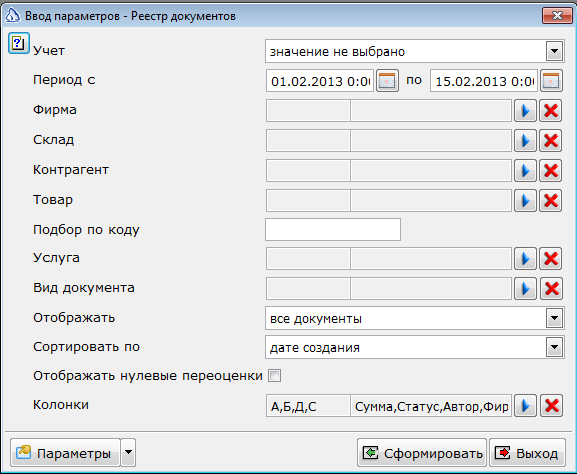 Ввод параметров - Реестр документов
Учет значение не выбрано
Период с 01.02.2013 0:0 по 15.02.2013 0:0
Фирма
Склад
Контрагент
Товар
Подбор по коду
Услуга
Вид документа
Отображать все документы
Сортировать по дате создания
Отображать нулевые переоценки
Колонки А,Б,Д,С Сумма,Статус,Автор,Фир
Параметры Сформировать Выход